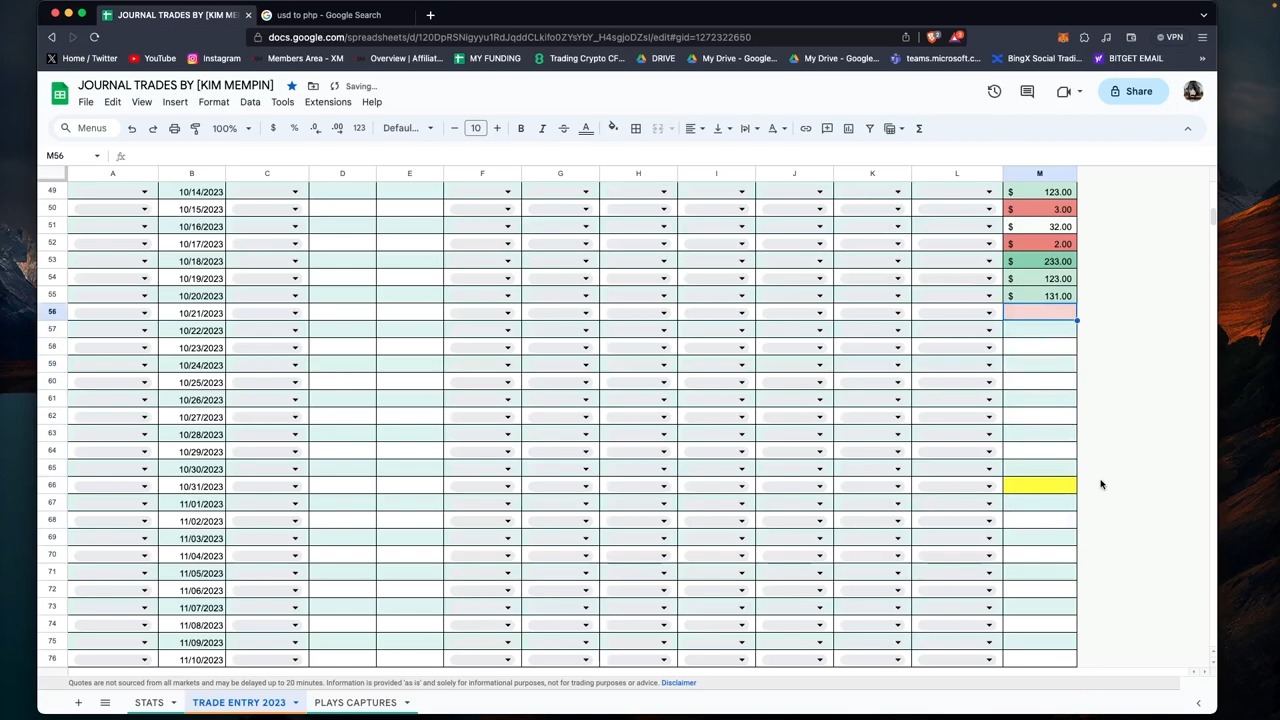 JOURNAL TRADES BY [KIM MEMPIN]
usd to php - Google Search
docs.google.com/spreadsheets/d/120DpRSNigyyu1RdJqddCLkifo0ZYsYbY_H4sgjoDZsI/edit#gid=1272322650
VPN
Home / Twitter
YouTube
Instagram
Members Area - XM
Overview | Affiliat...
MY FUNDING
Trading Crypto CF...
DRIVE
My Drive - Google...
My Drive - Google...
teams.microsoft.c...
BingX Social Tradi...
BITGET EMAIL
JOURNAL TRADES BY [KIM MEMPIN]
Saving...
File Edit View Insert Format Data Tools Extensions Help
Share
Menus 100% $ % .0 .00 123 Defaul... 10 B I A
M56 fx
A B C D E F G H I J K L M
49 10/14/2023 $ 123.00
50 10/15/2023 $ 3.00
51 10/16/2023 $ 32.00
52 10/17/2023 $ 2.00
53 10/18/2023 $ 233.00
54 10/19/2023 $ 123.00
55 10/20/2023 $ 131.00
56 10/21/2023
57 10/22/2023
58 10/23/2023
59 10/24/2023
60 10/25/2023
61 10/26/2023
62 10/27/2023
63 10/28/2023
64 10/29/2023
65 10/30/2023
66 10/31/2023
67 11/01/2023
68 11/02/2023
69 11/03/2023
70 11/04/2023
71 11/05/2023
72 11/06/2023
73 11/07/2023
74 11/08/2023
75 11/09/2023
76 11/10/2023
Quotes are not sourced from all markets and may be delayed up to 20 minutes. Information is provided 'as is' and solely for informational purposes, not for trading purposes or advice. Disclaimer
STATS
TRADE ENTRY 2023
PLAYS CAPTURES